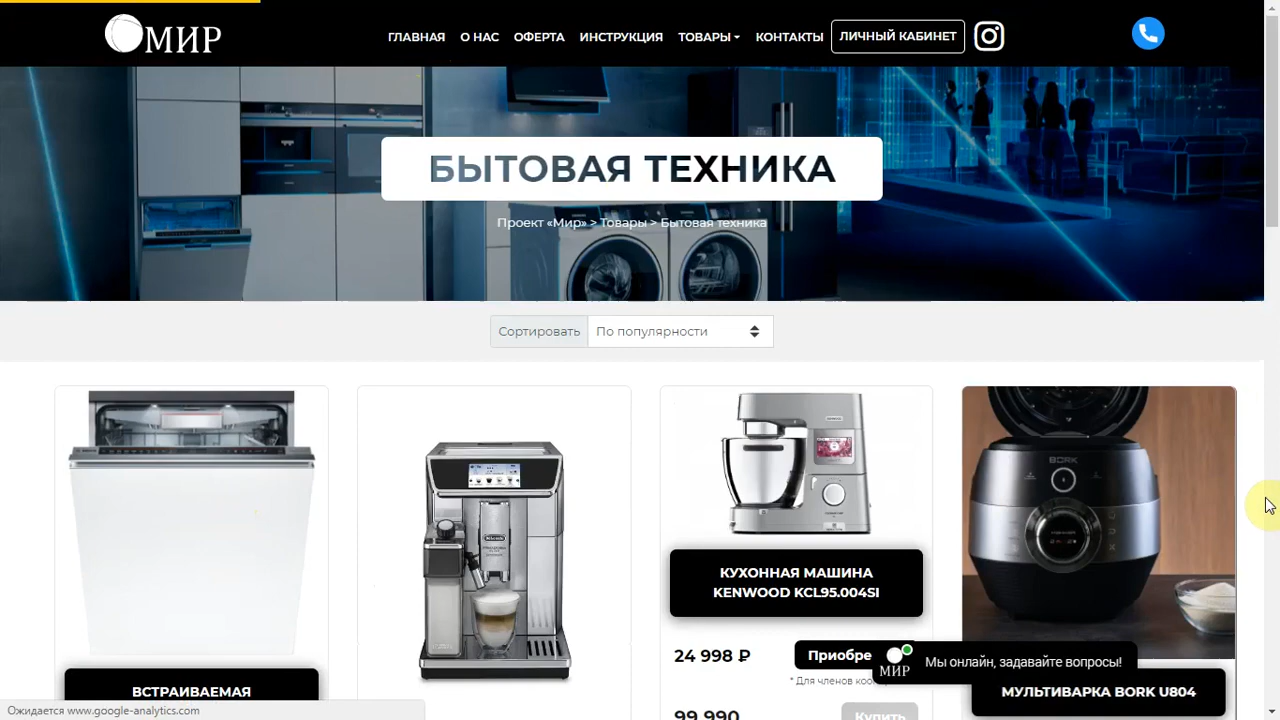 МИР
ГЛАВНАЯ О НАС ОФЕРТА ИНСТРУКЦИЯ ТОВАРЫ КОНТАКТЫ ЛИЧНЫЙ КАБИНЕТ
БЫТОВАЯ ТЕХНИКА
Проект «Мир» > Товары > Бытовая техника
Сортировать По популярности
BORK
КУХОННАЯ МАШИНА
KENWOOD KCL95.004SI
24 998 ₽
Приобре
* Для членов коо
99 990
Купить
ВСТРАИВАЕМАЯ
МУЛЬТИВАРКА BORK U804
МИР
Мы онлайн, задавайте вопросы!
Ожидается www.google-analytics.com